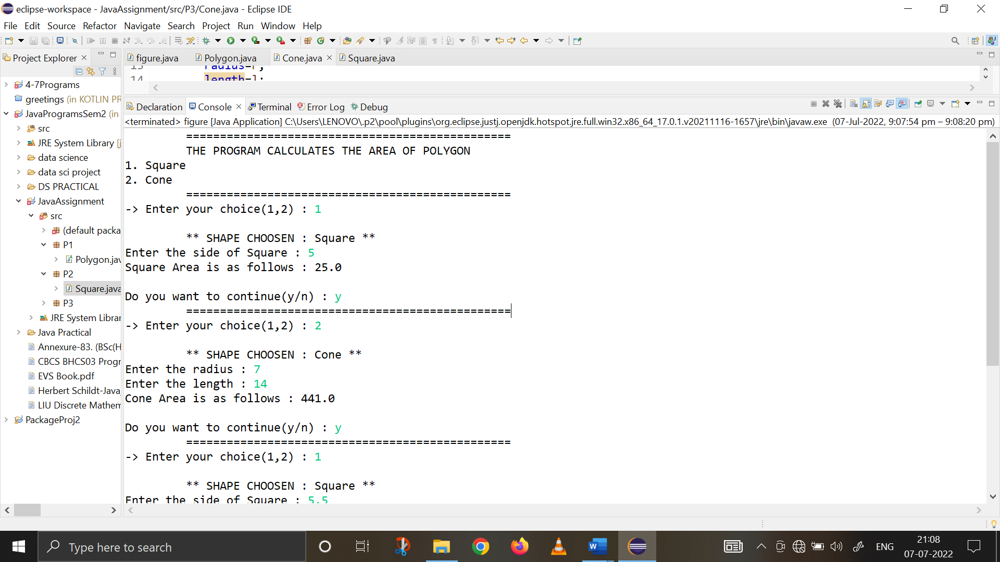 eclipse-workspace - JavaAssignment/src/P3/Cone.java - Eclipse IDE
File Edit Source Refactor Navigate Search Project Run Window Help
Project Explorer
figure.java Polygon.java Cone.java Square.java
13 radius=r;
14 length=l;
4-7Programs
greetings (in KOTLIN PR
JavaProgramsSem2 (in
src
JRE System Library [j
data science
data sci project
DS PRACTICAL
JavaAssignment
src
(default packa
P1
Polygon.jav
P2
Square.java
P3
JRE System Librar
Java Practical
Annexure-83. (BSc(H
CBCS BHCS03 Progr
EVS Book.pdf
Herbert Schildt-Java_
LIU Discrete Mathem
PackageProj2
Declaration Console Terminal Error Log Debug
<terminated> figure [Java Application] C:\Users\LENOVO\.p2\pool\plugins\org.eclipse.justj.openjdk.hotspot.jre.full.win32.x86_64_17.0.1.v20211116-1657\jre\bin\javaw.exe (07-Jul-2022, 9:07:54 pm – 9:08:20 pm)
================================================
THE PROGRAM CALCULATES THE AREA OF POLYGON
1. Square
2. Cone
================================================
-> Enter your choice(1,2) : 1
** SHAPE CHOOSEN : Square **
Enter the side of Square : 5
Square Area is as follows : 25.0
Do you want to continue(y/n) : y
================================================
-> Enter your choice(1,2) : 2
** SHAPE CHOOSEN : Cone **
Enter the radius : 7
Enter the length : 14
Cone Area is as follows : 441.0
Do you want to continue(y/n) : y
================================================
-> Enter your choice(1,2) : 1
** SHAPE CHOOSEN : Square **
Enter the side of Square : 5.5
Type here to search
ENG
21:08
07-07-2022